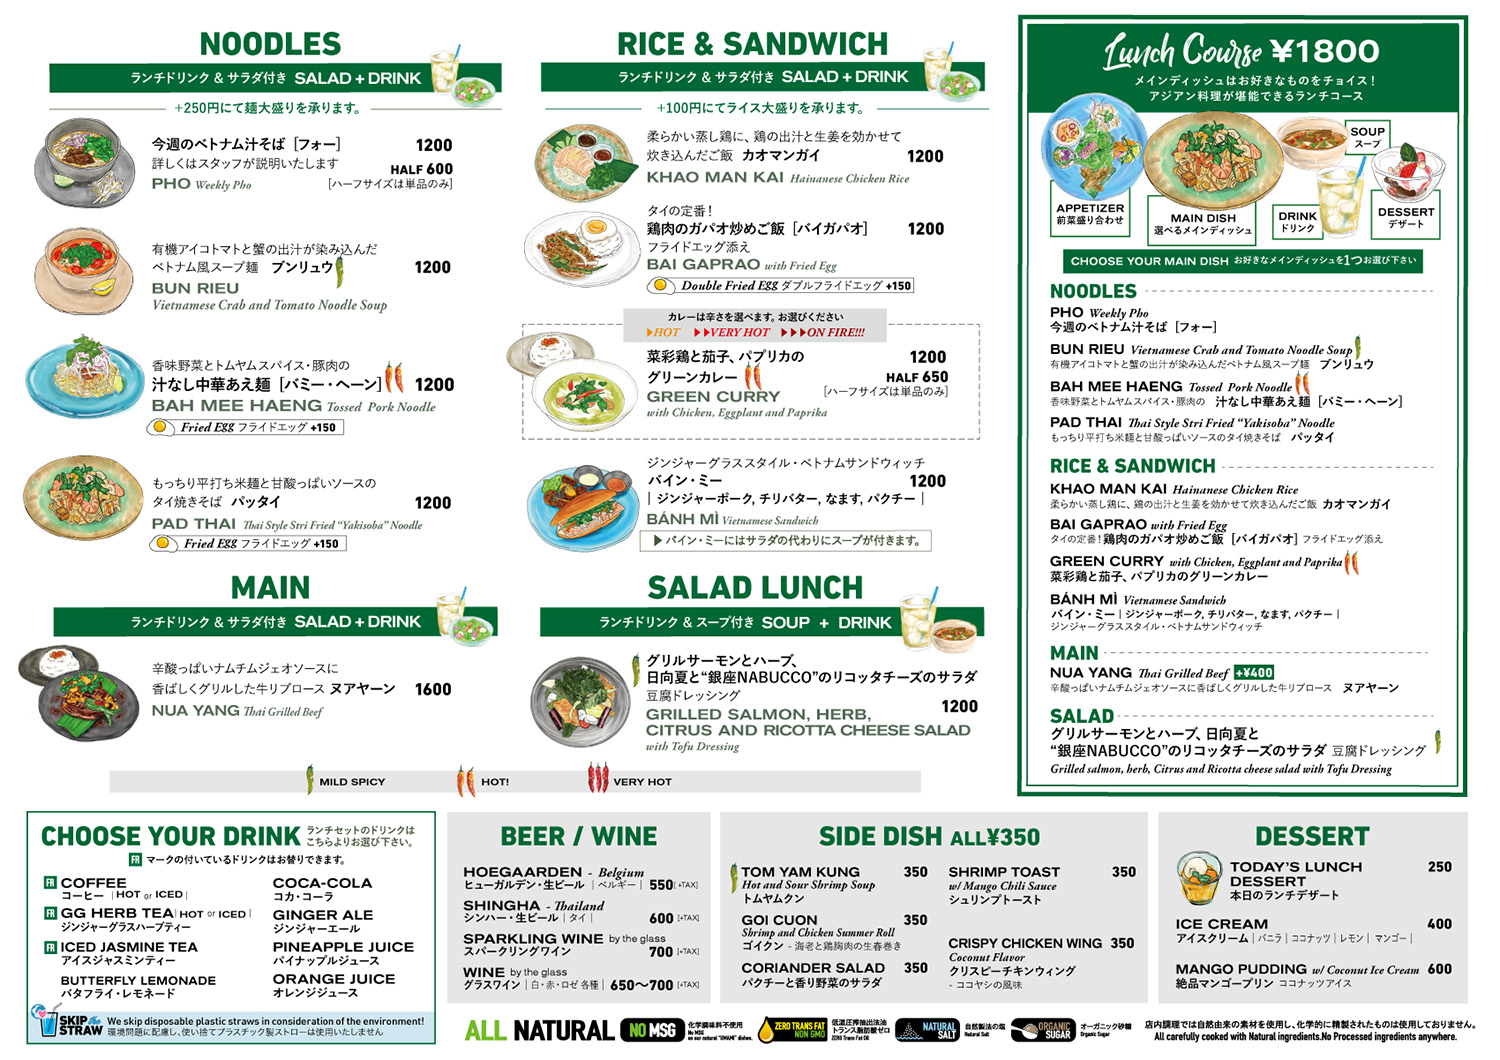 NOODLES
ランチドリンク & サラダ付き SALAD + DRINK
+250円にて麺大盛りを承ります。
今週のベトナム汁そば［フォー］ 1200
詳しくはスタッフが説明いたします HALF 600
PHO Weekly Pho [ハーフサイズは単品のみ]
有機アイコトマトと蟹の出汁が染み込んだ
ベトナム風スープ麺 ブンリュウ 1200
BUN RIEU
Vietnamese Crab and Tomato Noodle Soup
香味野菜とトムヤムスパイス・豚肉の
汁なし中華あえ麺［バミー・ヘーン］ 1200
BAH MEE HAENG Tossed Pork Noodle
Fried Egg フライドエッグ +150
もっちり平打ち米麺と甘酸っぱいソースの
タイ焼きそば パッタイ 1200
PAD THAI Thai Style Stri Fried “Yakisoba” Noodle
Fried Egg フライドエッグ +150
MAIN
ランチドリンク & サラダ付き SALAD + DRINK
辛酸っぱいナムチムジェオソースに
香ばしくグリルした牛リブロース ヌアヤーン 1600
NUA YANG Thai Grilled Beef
RICE & SANDWICH
ランチドリンク & サラダ付き SALAD + DRINK
+100円にてライス大盛りを承ります。
柔らかい蒸し鶏に、鶏の出汁と生姜を効かせて
炊き込んだご飯 カオマンガイ 1200
KHAO MAN KAI Hainanese Chicken Rice
タイの定番！
鶏肉のガパオ炒めご飯［バイガパオ］ 1200
フライドエッグ添え
BAI GAPRAO with Fried Egg
Double Fried Egg ダブルフライドエッグ +150
カレーは辛さを選べます。お選びください
▶HOT ▶▶VERY HOT ▶▶▶ON FIRE!!!
菜彩鶏と茄子、パプリカの 1200
グリーンカレー HALF 650
GREEN CURRY [ハーフサイズは単品のみ]
with Chicken, Eggplant and Paprika
ジンジャーグラススタイル・ベトナムサンドウィッチ
バイン・ミー 1200
| ジンジャーポーク, チリバター, なます, パクチー |
BÁNH MÌ Vietnamese Sandwich
▶ バイン・ミーにはサラダの代わりにスープが付きます。
SALAD LUNCH
ランチドリンク & スープ付き SOUP + DRINK
グリルサーモンとハーブ、
日向夏と“銀座NABUCCO”のリコッタチーズのサラダ
豆腐ドレッシング 1200
GRILLED SALMON, HERB,
CITRUS AND RICOTTA CHEESE SALAD
with Tofu Dressing
MILD SPICY HOT! VERY HOT
Lunch Course ¥1800
メインディッシュはお好きなものをチョイス！
アジアン料理が堪能できるランチコース
APPETIZER
前菜盛り合わせ
MAIN DISH
選べるメインディッシュ
SOUP
スープ
DRINK
ドリンク
DESSERT
デザート
CHOOSE YOUR MAIN DISH お好きなメインディッシュを1つお選び下さい
NOODLES
PHO Weekly Pho
今週のベトナム汁そば［フォー］
BUN RIEU Vietnamese Crab and Tomato Noodle Soup
有機アイコトマトと蟹の出汁が染み込んだベトナム風スープ麺 ブンリュウ
BAH MEE HAENG Tossed Pork Noodle
香味野菜とトムヤムスパイス・豚肉の 汁なし中華あえ麺［バミー・ヘーン］
PAD THAI Thai Style Stri Fried “Yakisoba” Noodle
もっちり平打ち米麺と甘酸っぱいソースのタイ焼きそば パッタイ
RICE & SANDWICH
KHAO MAN KAI Hainanese Chicken Rice
柔らかい蒸し鶏に、鶏の出汁と生姜を効かせて炊き込んだご飯 カオマンガイ
BAI GAPRAO with Fried Egg
タイの定番！鶏肉のガパオ炒めご飯［バイガパオ］フライドエッグ添え
GREEN CURRY with Chicken, Eggplant and Paprika
菜彩鶏と茄子、パプリカのグリーンカレー
BÁNH MÌ Vietnamese Sandwich
バイン・ミー | ジンジャーポーク, チリバター, なます, パクチー |
ジンジャーグラススタイル・ベトナムサンドウィッチ
MAIN
NUA YANG Thai Grilled Beef +¥400
辛酸っぱいナムチムジェオソースに香ばしくグリルした牛リブロース ヌアヤーン
SALAD
グリルサーモンとハーブ、日向夏と
“銀座NABUCCO”のリコッタチーズのサラダ 豆腐ドレッシング
Grilled salmon, herb, Citrus and Ricotta cheese salad with Tofu Dressing
CHOOSE YOUR DRINK ランチセットのドリンクは
こちらよりお選び下さい。
FR マークの付いているドリンクはお替りできます。
FR COFFEE
コーヒー | HOT or ICED |
FR GG HERB TEA | HOT or ICED |
ジンジャーグラスハーブティー
FR ICED JASMINE TEA
アイスジャスミンティー
BUTTERFLY LEMONADE
バタフライ・レモネード
COCA-COLA
コカ・コーラ
GINGER ALE
ジンジャーエール
PINEAPPLE JUICE
パイナップルジュース
ORANGE JUICE
オレンジジュース
SKIP the STRAW
We skip disposable plastic straws in consideration of the environment!
環境問題に配慮し、使い捨てプラスチック製ストローは使用いたしません
BEER / WINE
HOEGAARDEN - Belgium
ヒューガルデン・生ビール | ベルギー | 550 [+TAX]
SHINGHA - Thailand
シンハー・生ビール | タイ | 600 [+TAX]
SPARKLING WINE by the glass
スパークリングワイン 700 [+TAX]
WINE by the glass
グラスワイン | 白・赤・ロゼ 各種 | 650〜700 [+TAX]
SIDE DISH ALL¥350
TOM YAM KUNG 350
Hot and Sour Shrimp Soup
トムヤムクン
GOI CUON 350
Shrimp and Chicken Summer Roll
ゴイクン - 海老と鶏胸肉の生春巻き
CORIANDER SALAD 350
パクチーと香り野菜のサラダ
SHRIMP TOAST 350
w/ Mango Chili Sauce
シュリンプトースト
CRISPY CHICKEN WING 350
Coconut Flavor
クリスピーチキンウィング
- ココヤシの風味
DESSERT
TODAY'S LUNCH 250
DESSERT
本日のランチデザート
ICE CREAM 400
アイスクリーム | バニラ | ココナッツ | レモン | マンゴー |
MANGO PUDDING w/ Coconut Ice Cream 600
絶品マンゴープリン ココナッツアイス
ALL NATURAL
NO MSG
化学調味料不使用
No MSG
on our natural "UMAMI" dishes.
ZERO TRANS FAT
NON GMO
低温圧搾抽出法油
トランス脂肪酸ゼロ
ZERO Trans Fat Oil
NATURAL SALT
自然製法の塩
Natural Salt
ORGANIC SUGAR
オーガニック砂糖
Organic Sugar
店内調理では自然由来の素材を使用し、化学的に精製されたものは使用しておりません。
All carefully cooked with Natural ingredients.No Processed ingredients anywhere.